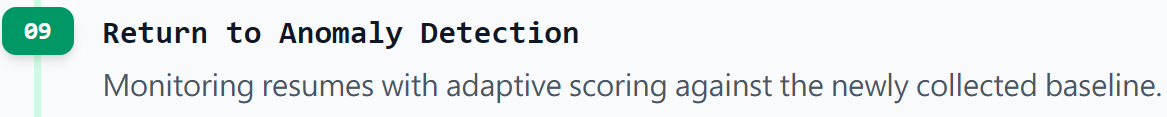 09
Return to Anomaly Detection
Monitoring resumes with adaptive scoring against the newly collected baseline.